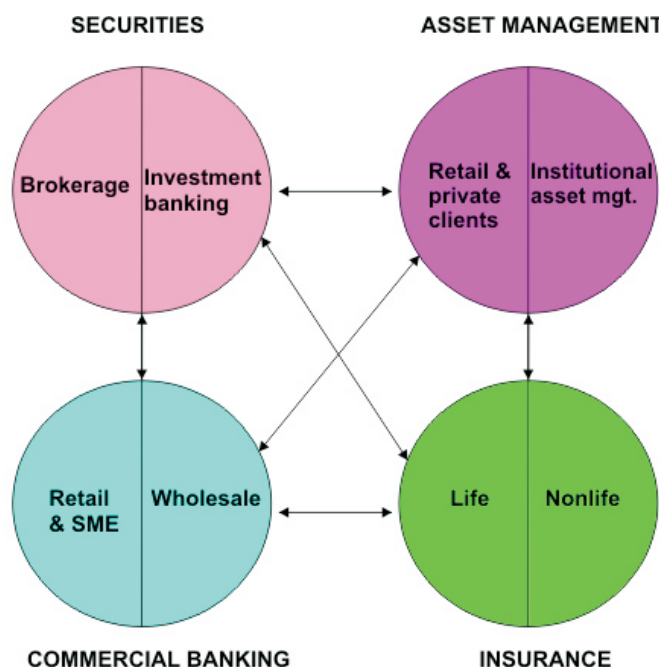 SECURITIES
ASSET MANAGEMENT
Brokerage
Investment
banking
Retail &
private
clients
Institutional
asset mgt.
Retail
& SME
Wholesale
Life
Nonlife
COMMERCIAL BANKING
INSURANCE